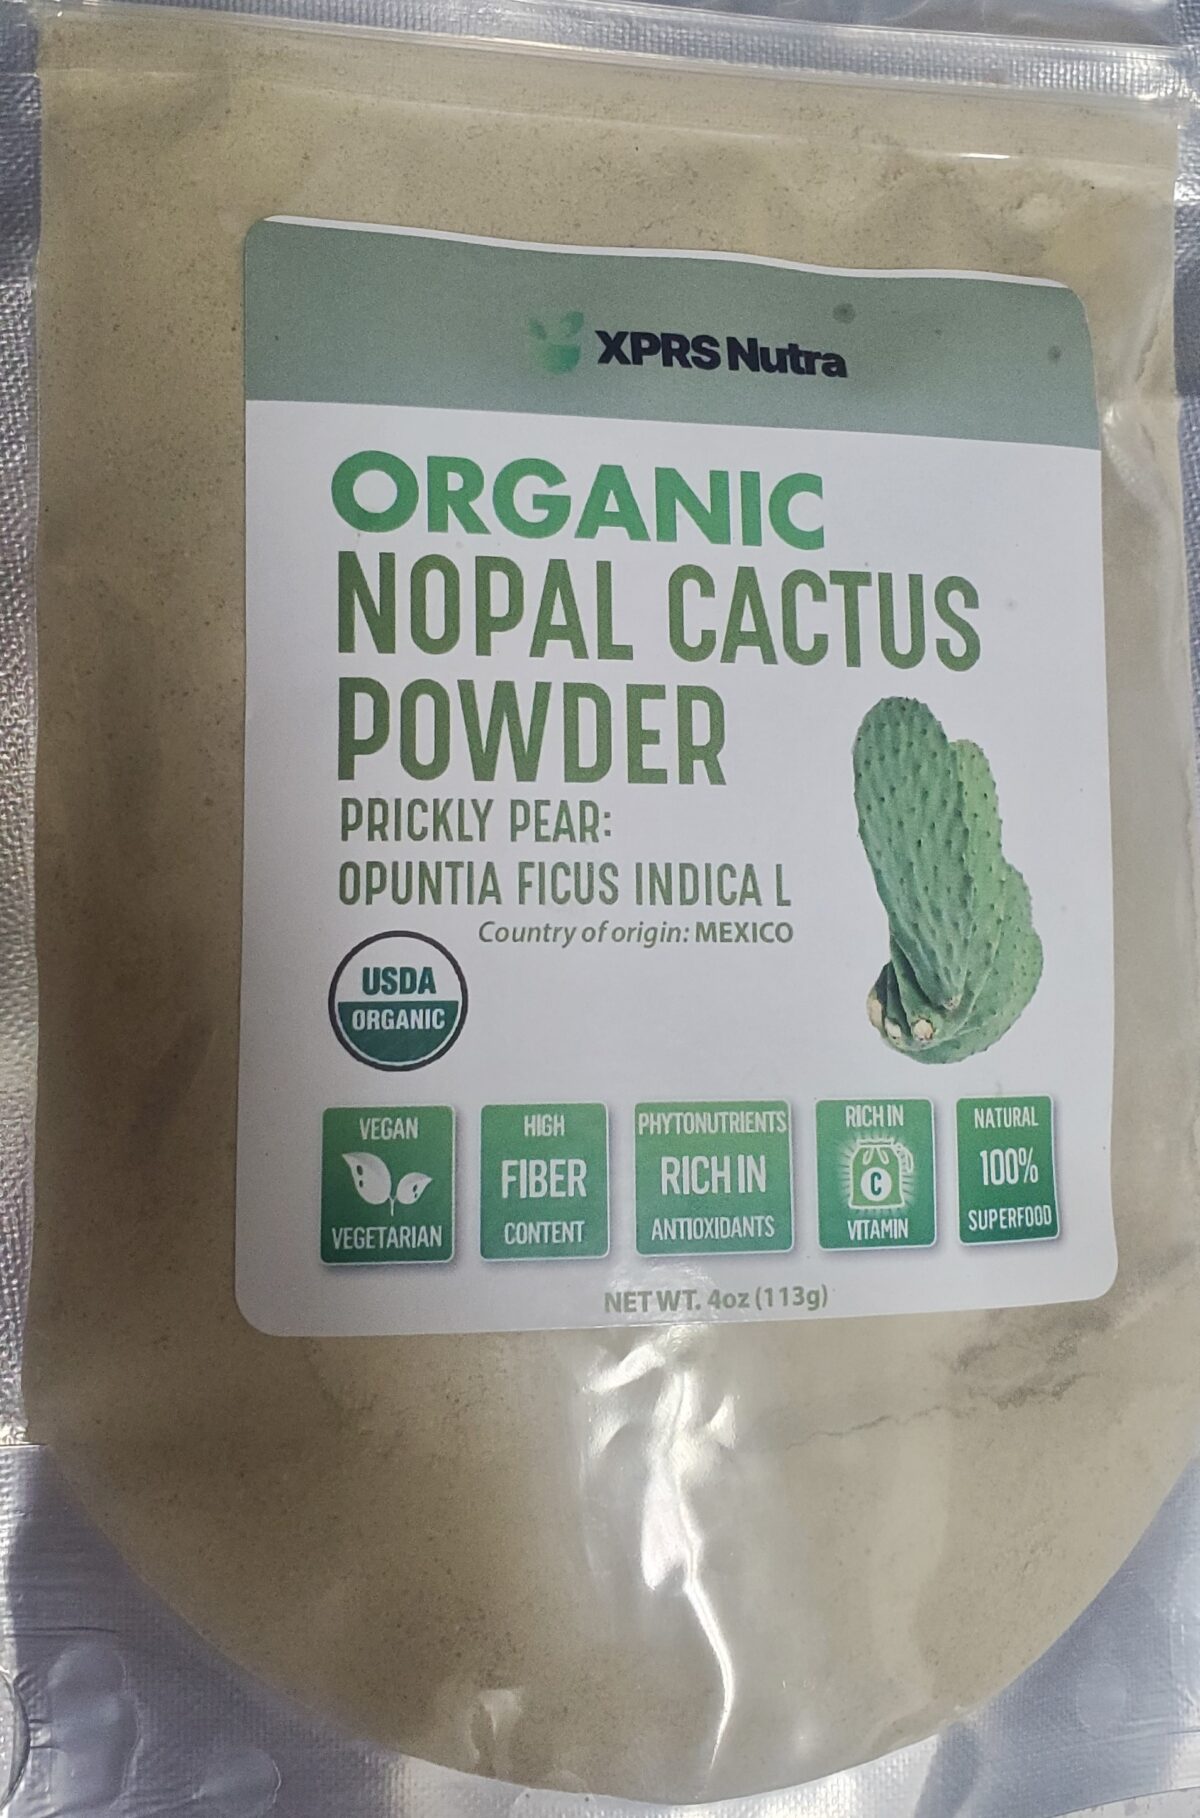 XPRS Nutra
ORGANIC
NOPAL CACTUS
POWDER
PRICKLY PEAR:
OPUNTIA FICUS INDICA L
Country of origin: MEXICO
USDA
ORGANIC
VEGAN
VEGETARIAN
HIGH
FIBER
CONTENT
PHYTONUTRIENTS
RICH IN
ANTIOXIDANTS
RICH IN
C
VITAMIN
NATURAL
100%
SUPERFOOD
NET WT. 4oz (113g)